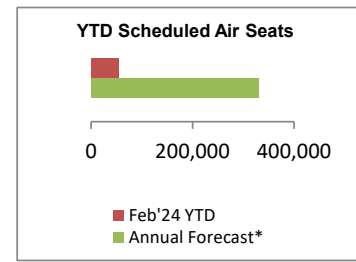 YTD Scheduled Air Seats
0 200,000 400,000
Feb'24 YTD
Annual Forecast*